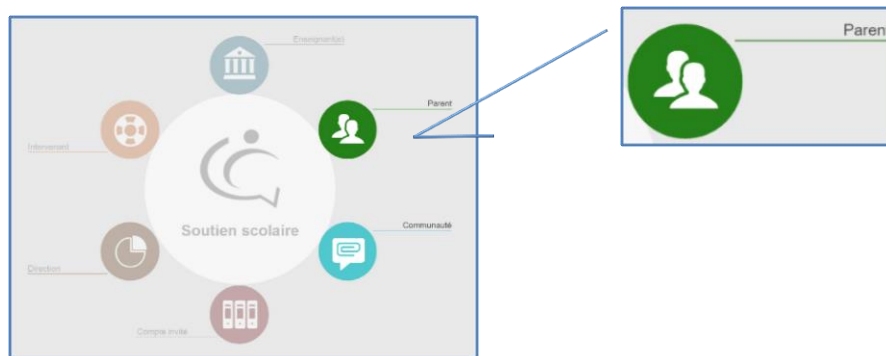 Enseignant(e)
Parent
Intervenant
Communauté
Soutien scolaire
Direction
Compte invité
Parent